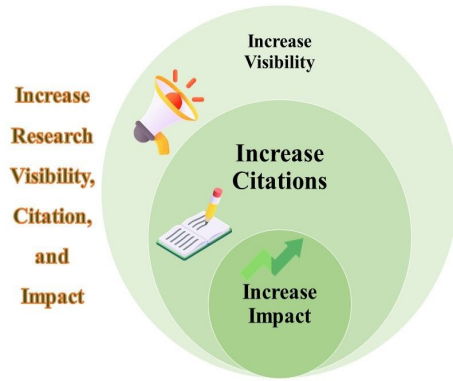 Increase
Research
Visibility,
Citation,
and
Impact
Increase
Visibility
Increase
Citations
Increase
Impact